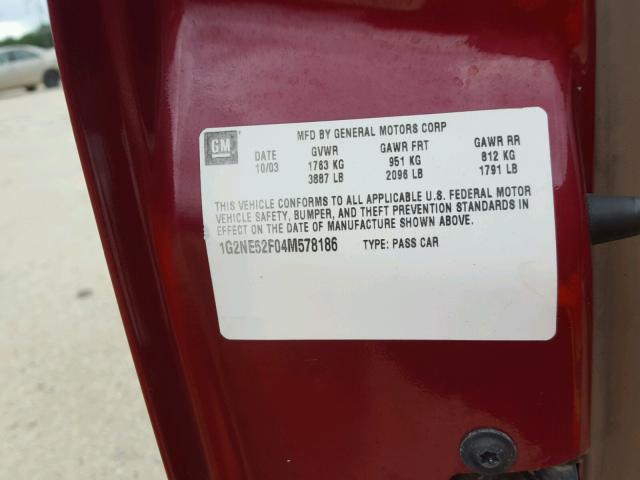 MFD BY GENERAL MOTORS CORP
GM
DATE GVWR GAWR FRT GAWR RR
10/03 1763 KG 951 KG 812 KG
3887 LB 2096 LB 1791 LB
THIS VEHICLE CONFORMS TO ALL APPLICABLE U.S. FEDERAL MOTOR
VEHICLE SAFETY, BUMPER, AND THEFT PREVENTION STANDARDS IN
EFFECT ON THE DATE OF MANUFACTURE SHOWN ABOVE.
1G2NE52F04M578186 TYPE: PASS CAR